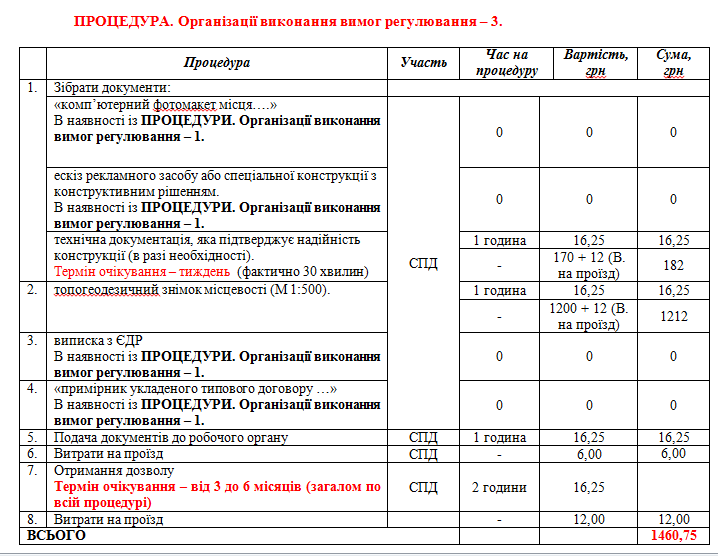 ПРОЦЕДУРА. Організації виконання вимог регулювання – 3.
Процедура
Участь
Час на
процедуру
Вартість,
грн
Сума,
грн
1.
Зібрати документи:
«комп’ютерний фотомакет місця….»
В наявності із ПРОЦЕДУРИ. Організації виконання
вимог регулювання – 1.
0
0
0
ескіз рекламного засобу або спеціальної конструкції з
конструктивним рішенням.
В наявності із ПРОЦЕДУРИ. Організації виконання
вимог регулювання – 1.
0
0
0
технічна документація, яка підтверджує надійність
конструкції (в разі необхідності).
Термін очікування – тиждень (фактично 30 хвилин)
СПД
1 година
16,25
16,25
-
170 + 12 (В.
на проїзд)
182
2.
топогеодезичний знімок місцевості (М 1:500).
1 година
16,25
16,25
-
1200 + 12 (В.
на проїзд)
1212
3.
виписка з ЄДР
В наявності із ПРОЦЕДУРИ. Організації виконання
вимог регулювання – 1.
0
0
0
4.
«примірник укладеного типового договору …»
В наявності із ПРОЦЕДУРИ. Організації виконання
вимог регулювання – 1.
0
0
0
5.
Подача документів до робочого органу
СПД
1 година
16,25
16,25
6.
Витрати на проїзд
СПД
-
6,00
6,00
7.
Отримання дозволу
Термін очікування – від 3 до 6 місяців (загалом по
всій процедурі)
СПД
2 години
16,25
8.
Витрати на проїзд
-
12,00
12,00
ВСЬОГО
1460,75